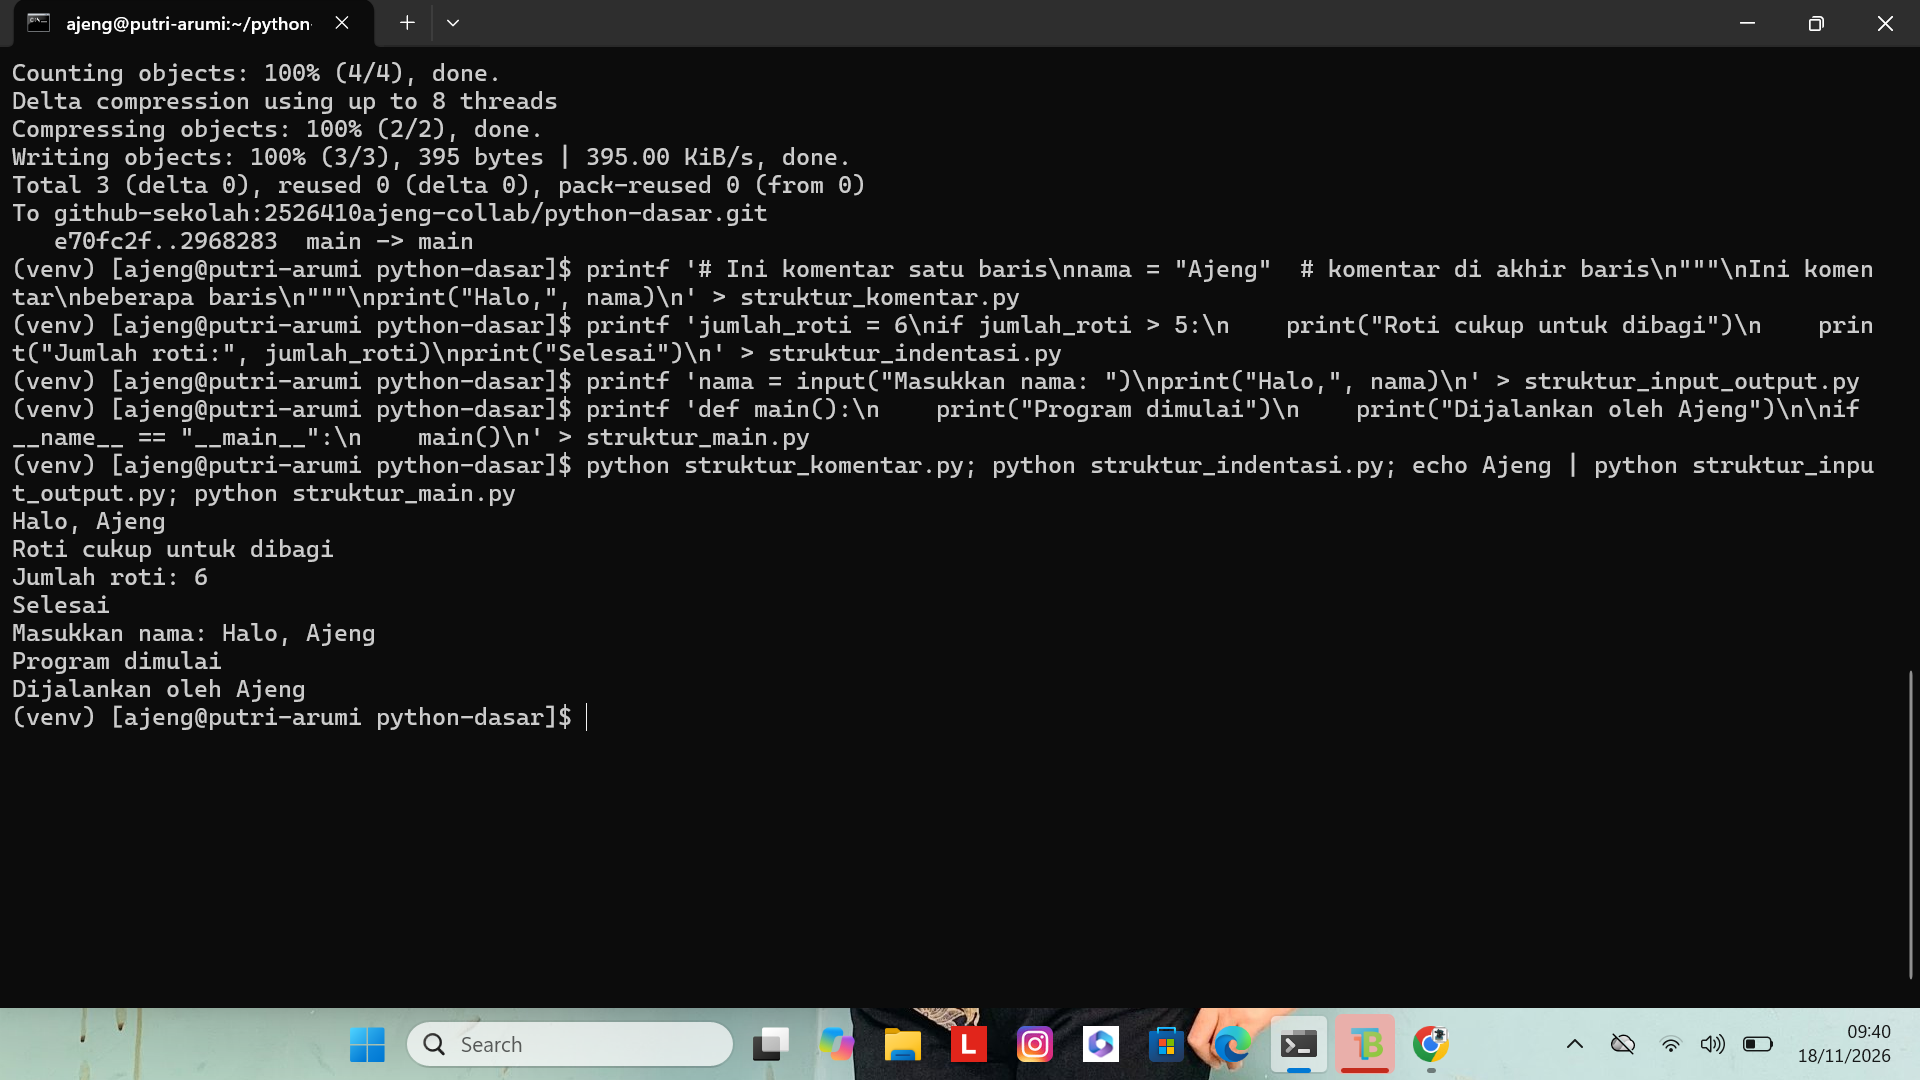 ajeng@putri-arumi:~/python-
Counting objects: 100% (4/4), done.
Delta compression using up to 8 threads
Compressing objects: 100% (2/2), done.
Writing objects: 100% (3/3), 395 bytes | 395.00 KiB/s, done.
Total 3 (delta 0), reused 0 (delta 0), pack-reused 0 (from 0)
To github-sekolah:2526410ajeng-collab/python-dasar.git
   e70fc2f..2968283  main -> main
(venv) [ajeng@putri-arumi python-dasar]$ printf '# Ini komentar satu baris\nnama = "Ajeng"  # komentar di akhir baris\n"""\nIni komen
tar\nbeberapa baris\n"""\nprint("Halo,", nama)\n' > struktur_komentar.py
(venv) [ajeng@putri-arumi python-dasar]$ printf 'jumlah_roti = 6\nif jumlah_roti > 5:\n    print("Roti cukup untuk dibagi")\n    prin
t("Jumlah roti:", jumlah_roti)\nprint("Selesai")\n' > struktur_indentasi.py
(venv) [ajeng@putri-arumi python-dasar]$ printf 'nama = input("Masukkan nama: ")\nprint("Halo,", nama)\n' > struktur_input_output.py
(venv) [ajeng@putri-arumi python-dasar]$ printf 'def main():\n    print("Program dimulai")\n    print("Dijalankan oleh Ajeng")\n\nif
__name__ == "__main__":\n    main()\n' > struktur_main.py
(venv) [ajeng@putri-arumi python-dasar]$ python struktur_komentar.py; python struktur_indentasi.py; echo Ajeng | python struktur_inpu
t_output.py; python struktur_main.py
Halo, Ajeng
Roti cukup untuk dibagi
Jumlah roti: 6
Selesai
Masukkan nama: Halo, Ajeng
Program dimulai
Dijalankan oleh Ajeng
(venv) [ajeng@putri-arumi python-dasar]$
Search
L
TB
09:40
18/11/2026